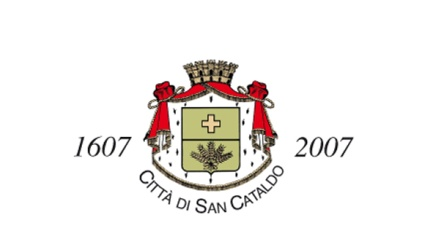 1607 2007
CITTÀ DI SAN CATALDO